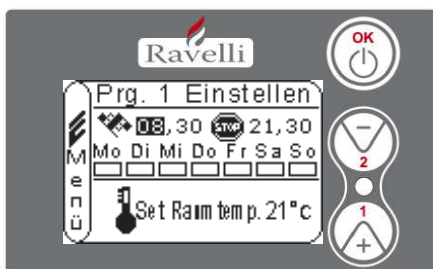 Ravelli
OK
Prg. 1 Einstellen
08,30 STOP 21,30
Menü
Mo Di Mi Do Fr Sa So
Set Raumtemp. 21°c
2
1